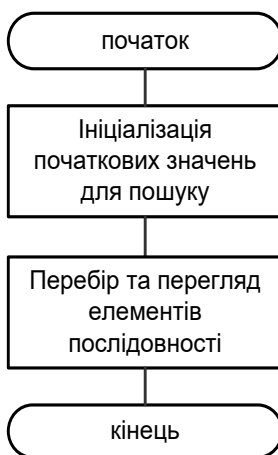 початок
Ініціалізація
початкових значень
для пошуку
Перебір та перегляд
елементів
послідовності
кінець